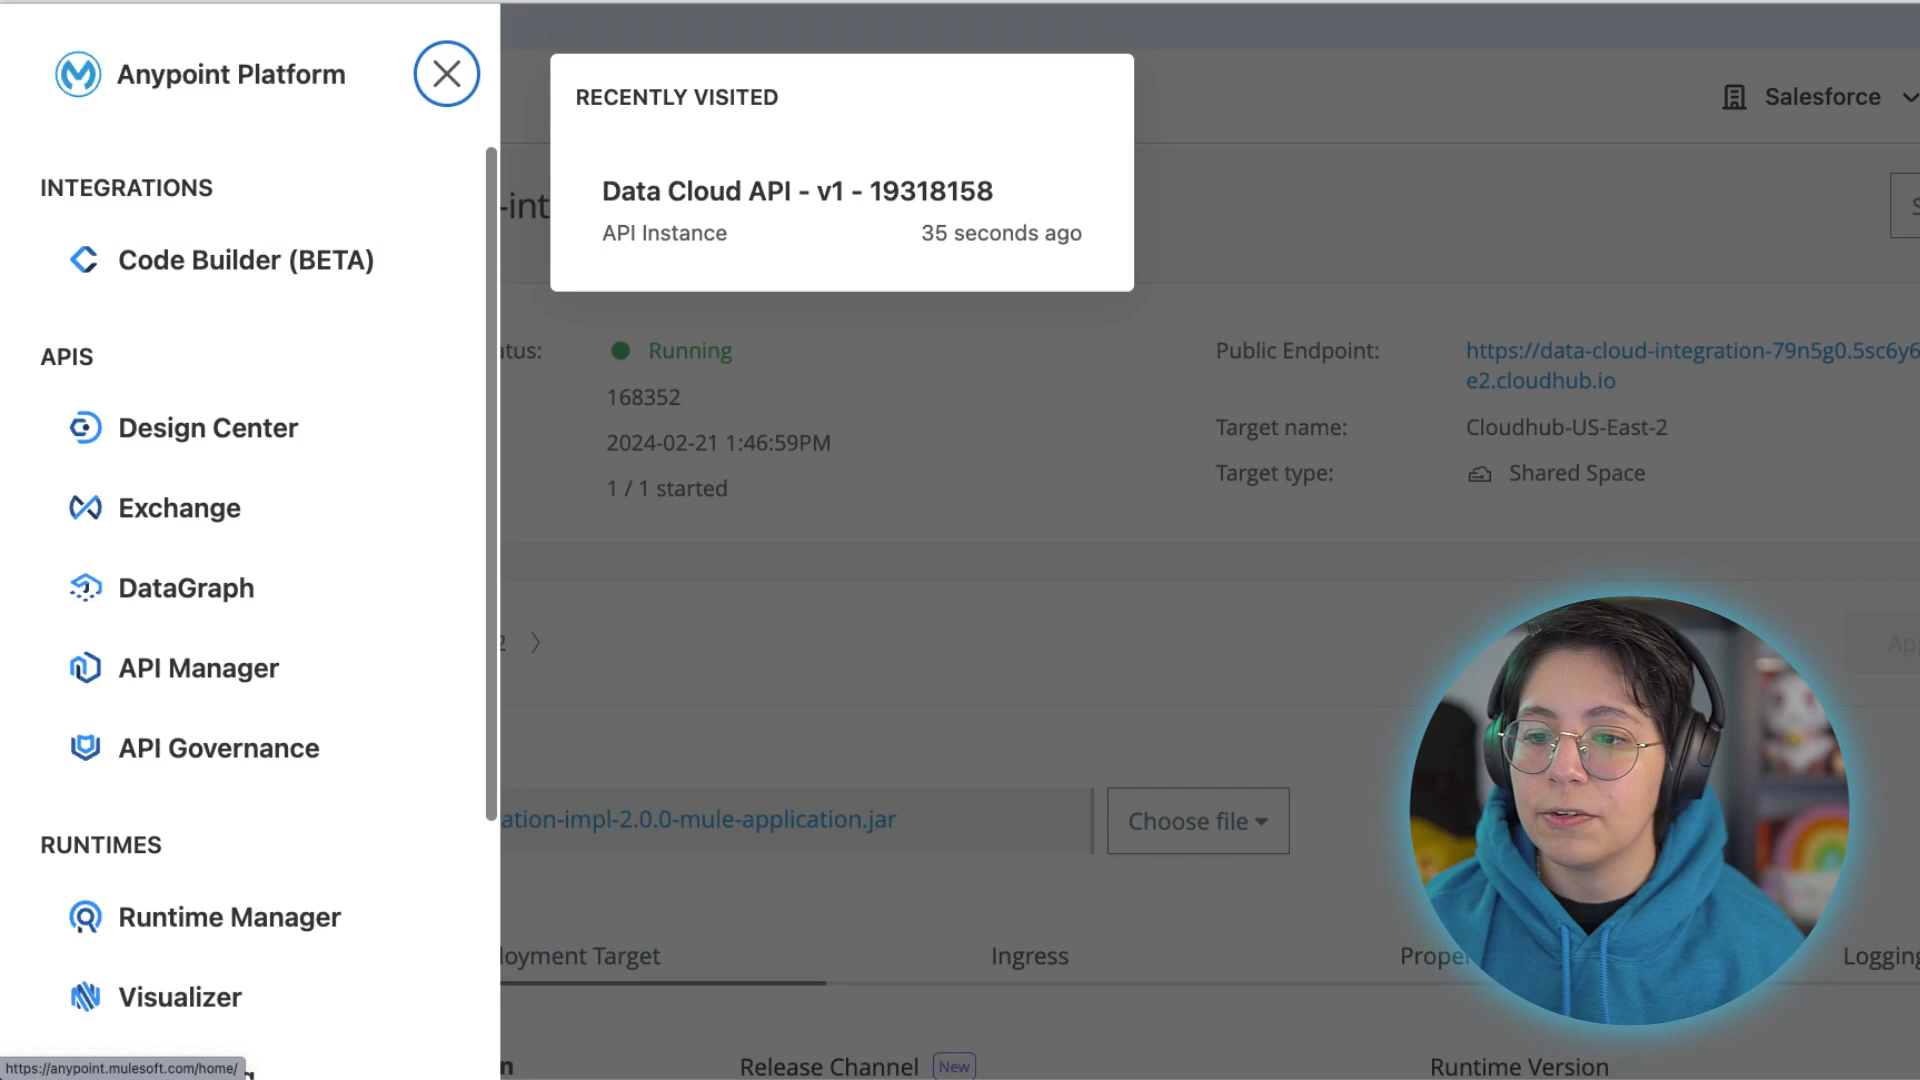 Anypoint Platform
INTEGRATIONS
Code Builder (BETA)
APIS
Design Center
Exchange
DataGraph
API Manager
API Governance
RUNTIMES
Runtime Manager
Visualizer
https://anypoint.mulesoft.com/home/
RECENTLY VISITED
Data Cloud API - v1 - 19318158
API Instance
35 seconds ago
Salesforce
-int
atus:
Running
168352
2024-02-21 1:46:59PM
1 / 1 started
Public Endpoint:
https://data-cloud-integration-79n5g0.5sc6y6
e2.cloudhub.io
Target name:
Cloudhub-US-East-2
Target type:
Shared Space
ation-impl-2.0.0-mule-application.jar
Choose file
loyment Target
Ingress
Proper
Logging
Release Channel
New
Runtime Version